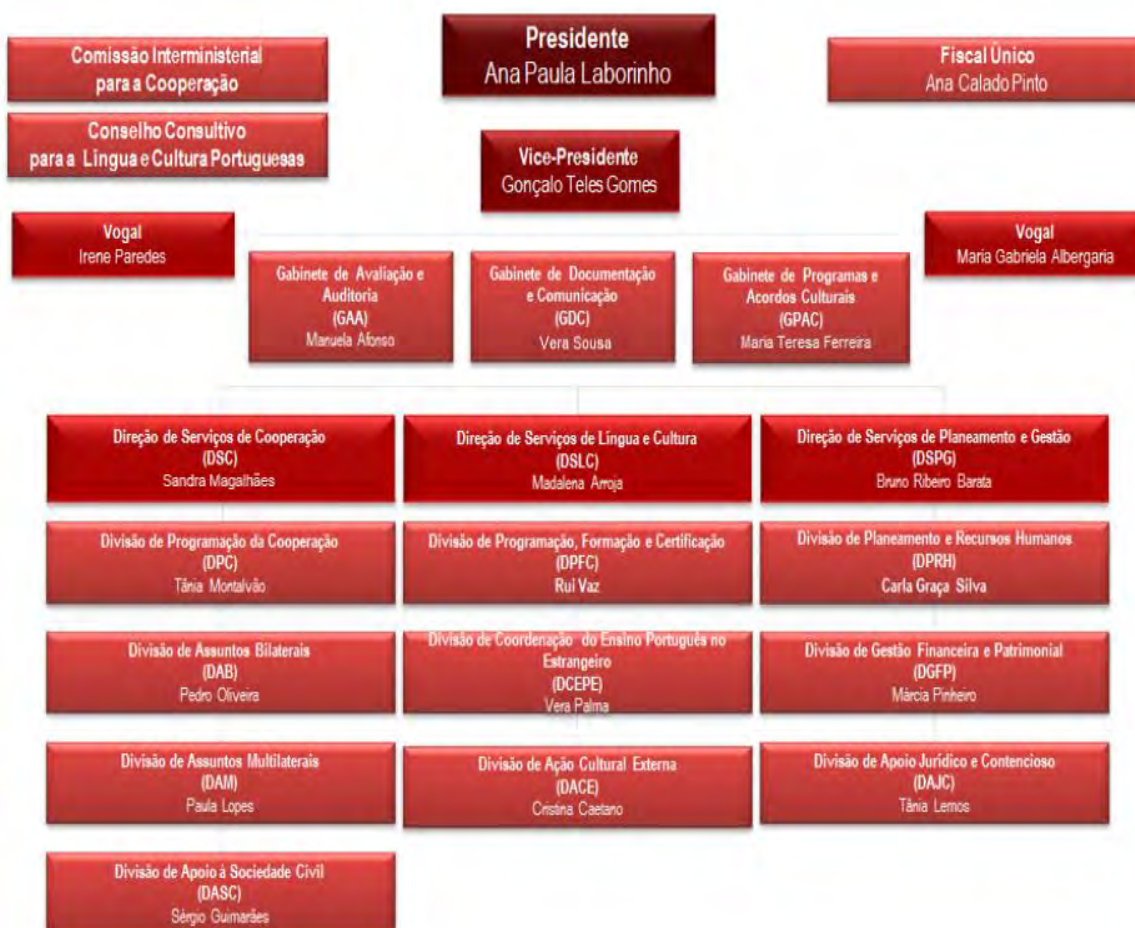 Comissão Interministerial
para a Cooperação
Presidente
Ana Paula Laborinho
Fiscal Único
Ana Calado Pinto
Conselho Consultivo
para a Língua e Cultura Portuguesas
Vice-Presidente
Gonçalo Teles Gomes
Vogal
Irene Paredes
Vogal
Maria Gabriela Albergaria
Gabinete de Avaliação e
Auditoria
(GAA)
Manuela Afonso
Gabinete de Documentação
e Comunicação
(GDC)
Vera Sousa
Gabinete de Programas e
Acordos Culturais
(GPAC)
Maria Teresa Ferreira
Direção de Serviços de Cooperação
(DSC)
Sandra Magalhães
Direção de Serviços de Língua e Cultura
(DSLC)
Madalena Arroja
Direção de Serviços de Planeamento e Gestão
(DSPG)
Bruno Ribeiro Barata
Divisão de Programação da Cooperação
(DPC)
Tânia Montalvão
Divisão de Programação, Formação e Certificação
(DPFC)
Rui Vaz
Divisão de Planeamento e Recursos Humanos
(DPRH)
Carla Graça Silva
Divisão de Assuntos Bilaterais
(DAB)
Pedro Oliveira
Divisão de Coordenação do Ensino Português no
Estrangeiro
(DCEPE)
Vera Palma
Divisão de Gestão Financeira e Patrimonial
(DGFP)
Márcia Pinheiro
Divisão de Assuntos Multilaterais
(DAM)
Paula Lopes
Divisão de Ação Cultural Externa
(DACE)
Cristina Caetano
Divisão de Apoio Jurídico e Contencioso
(DAJC)
Tânia Lemos
Divisão de Apoio à Sociedade Civil
(DASC)
Sérgio Guimarães